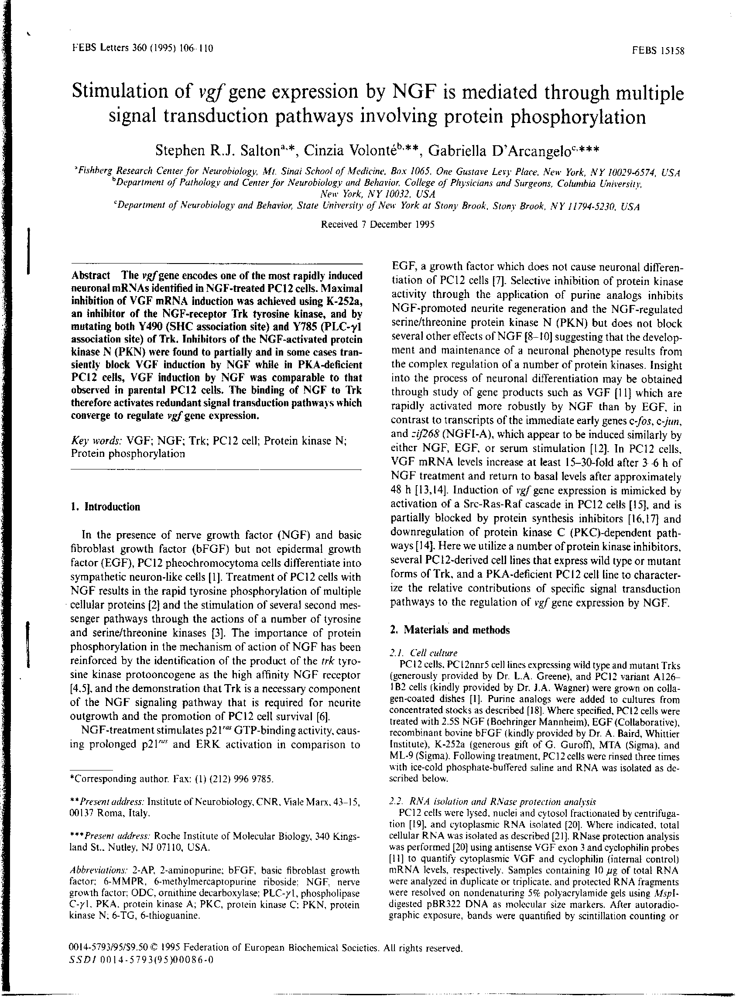 FEBS Letters 360 (1995) 106-110
FEBS 15158
Stimulation of vgf gene expression by NGF is mediated through multiple
signal transduction pathways involving protein phosphorylation
Stephen R.J. Salton^a,*, Cinzia Volonté^b,**, Gabriella D'Arcangelo^c,***
^aFishberg Research Center for Neurobiology, Mt. Sinai School of Medicine, Box 1065, One Gustave Levy Place, New York, NY 10029-6574, USA
^bDepartment of Pathology and Center for Neurobiology and Behavior, College of Physicians and Surgeons, Columbia University,
New York, NY 10032, USA
^cDepartment of Neurobiology and Behavior, State University of New York at Stony Brook, Stony Brook, NY 11794-5230, USA
Received 7 December 1995
Abstract The vgf gene encodes one of the most rapidly induced
neuronal mRNAs identified in NGF-treated PC12 cells. Maximal
inhibition of VGF mRNA induction was achieved using K-252a,
an inhibitor of the NGF-receptor Trk tyrosine kinase, and by
mutating both Y490 (SHC association site) and Y785 (PLC-γ1
association site) of Trk. Inhibitors of the NGF-activated protein
kinase N (PKN) were found to partially and in some cases tran-
siently block VGF induction by NGF while in PKA-deficient
PC12 cells, VGF induction by NGF was comparable to that
observed in parental PC12 cells. The binding of NGF to Trk
therefore activates redundant signal transduction pathways which
converge to regulate vgf gene expression.
Key words: VGF; NGF; Trk; PC12 cell; Protein kinase N;
Protein phosphorylation
1. Introduction
In the presence of nerve growth factor (NGF) and basic
fibroblast growth factor (bFGF) but not epidermal growth
factor (EGF), PC12 pheochromocytoma cells differentiate into
sympathetic neuron-like cells [1]. Treatment of PC12 cells with
NGF results in the rapid tyrosine phosphorylation of multiple
cellular proteins [2] and the stimulation of several second mes-
senger pathways through the actions of a number of tyrosine
and serine/threonine kinases [3]. The importance of protein
phosphorylation in the mechanism of action of NGF has been
reinforced by the identification of the product of the trk tyro-
sine kinase protooncogene as the high affinity NGF receptor
[4,5], and the demonstration that Trk is a necessary component
of the NGF signaling pathway that is required for neurite
outgrowth and the promotion of PC12 cell survival [6].
NGF-treatment stimulates p21^ras GTP-binding activity, caus-
ing prolonged p21^ras and ERK activation in comparison to
*Corresponding author. Fax: (1) (212) 996 9785.
**Present address: Institute of Neurobiology, CNR, Viale Marx, 43–15,
00137 Roma, Italy.
***Present address: Roche Institute of Molecular Biology, 340 Kings-
land St., Nutley, NJ 07110, USA.
Abbreviations: 2-AP, 2-aminopurine; bFGF, basic fibroblast growth
factor; 6-MMPR, 6-methylmercaptopurine riboside; NGF, nerve
growth factor; ODC, ornithine decarboxylase; PLC-γ1, phospholipase
C-γ1, PKA, protein kinase A; PKC, protein kinase C; PKN, protein
kinase N; 6-TG, 6-thioguanine.
EGF, a growth factor which does not cause neuronal differen-
tiation of PC12 cells [7]. Selective inhibition of protein kinase
activity through the application of purine analogs inhibits
NGF-promoted neurite regeneration and the NGF-regulated
serine/threonine protein kinase N (PKN) but does not block
several other effects of NGF [8–10] suggesting that the develop-
ment and maintenance of a neuronal phenotype results from
the complex regulation of a number of protein kinases. Insight
into the process of neuronal differentiation may be obtained
through study of gene products such as VGF [11] which are
rapidly activated more robustly by NGF than by EGF, in
contrast to transcripts of the immediate early genes c-fos, c-jun,
and zif268 (NGFI-A), which appear to be induced similarly by
either NGF, EGF, or serum stimulation [12]. In PC12 cells,
VGF mRNA levels increase at least 15–30-fold after 3–6 h of
NGF treatment and return to basal levels after approximately
48 h [13,14]. Induction of vgf gene expression is mimicked by
activation of a Src-Ras-Raf cascade in PC12 cells [15], and is
partially blocked by protein synthesis inhibitors [16,17] and
downregulation of protein kinase C (PKC)-dependent path-
ways [14]. Here we utilize a number of protein kinase inhibitors,
several PC12-derived cell lines that express wild type or mutant
forms of Trk, and a PKA-deficient PC12 cell line to character-
ize the relative contributions of specific signal transduction
pathways to the regulation of vgf gene expression by NGF.
2. Materials and methods
2.1. Cell culture
PC12 cells, PC12nnr5 cell lines expressing wild type and mutant Trks
(generously provided by Dr. L.A. Greene), and PC12 variant A126–
1B2 cells (kindly provided by Dr. J.A. Wagner) were grown on colla-
gen-coated dishes [1]. Purine analogs were added to cultures from
concentrated stocks as described [18]. Where specified, PC12 cells were
treated with 2.5S NGF (Boehringer Mannheim), EGF (Collaborative),
recombinant bovine bFGF (kindly provided by Dr. A. Baird, Whittier
Institute), K-252a (generous gift of G. Guroff), MTA (Sigma), and
ML-9 (Sigma). Following treatment, PC12 cells were rinsed three times
with ice-cold phosphate-buffered saline and RNA was isolated as de-
scribed below.
2.2. RNA isolation and RNase protection analysis
PC12 cells were lysed, nuclei and cytosol fractionated by centrifuga-
tion [19], and cytoplasmic RNA isolated [20]. Where indicated, total
cellular RNA was isolated as described [21]. RNase protection analysis
was performed [20] using antisense VGF exon 3 and cyclophilin probes
[11] to quantify cytoplasmic VGF and cyclophilin (internal control)
mRNA levels, respectively. Samples containing 10 μg of total RNA
were analyzed in duplicate or triplicate, and protected RNA fragments
were resolved on nondenaturing 5% polyacrylamide gels using MspI-
digested pBR322 DNA as molecular size markers. After autoradio-
graphic exposure, bands were quantified by scintillation counting or
0014-5793/95/$9.50 © 1995 Federation of European Biochemical Societies. All rights reserved.
SSDI 0014-5793(95)00086-0